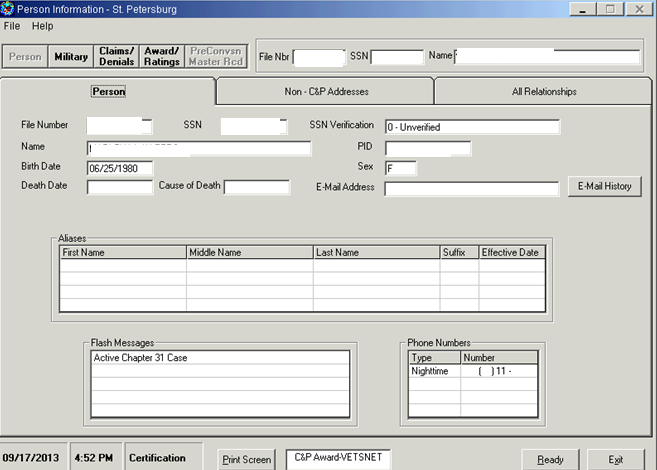 Person Information - St. Petersburg
File Help
Person Military Claims/ Denials Award/ Ratings PreConvsn Master Rcd File Nbr SSN Name
Person Non - C&P Addresses All Relationships
File Number SSN SSN Verification 0 - Unverified
Name PID
Birth Date 06/25/1980 Sex F
Death Date Cause of Death E-Mail Address E-Mail History
Aliases
First Name Middle Name Last Name Suffix Effective Date
Flash Messages Phone Numbers
Active Chapter 31 Case Type Number
Nighttime ( ) 11 -
09/17/2013 4:52 PM Certification Print Screen C&P Award-VETSNET Ready Exit